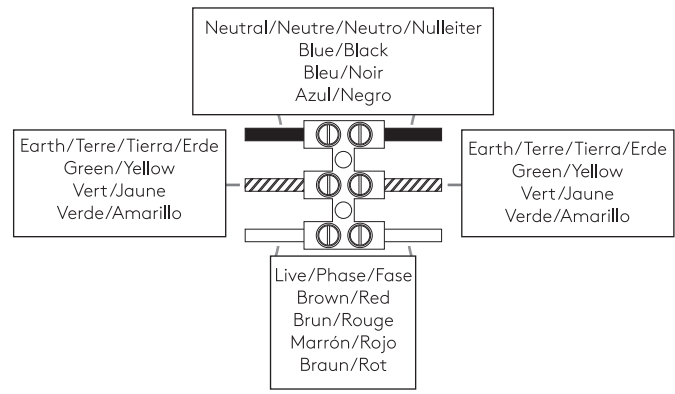 Neutral/Neutre/Neutro/Nulleiter
Blue/Black
Bleu/Noir
Azul/Negro
Earth/Terre/Tierra/Erde
Green/Yellow
Vert/Jaune
Verde/Amarillo
Earth/Terre/Tierra/Erde
Green/Yellow
Vert/Jaune
Verde/Amarillo
Live/Phase/Fase
Brown/Red
Brun/Rouge
Marrón/Rojo
Braun/Rot